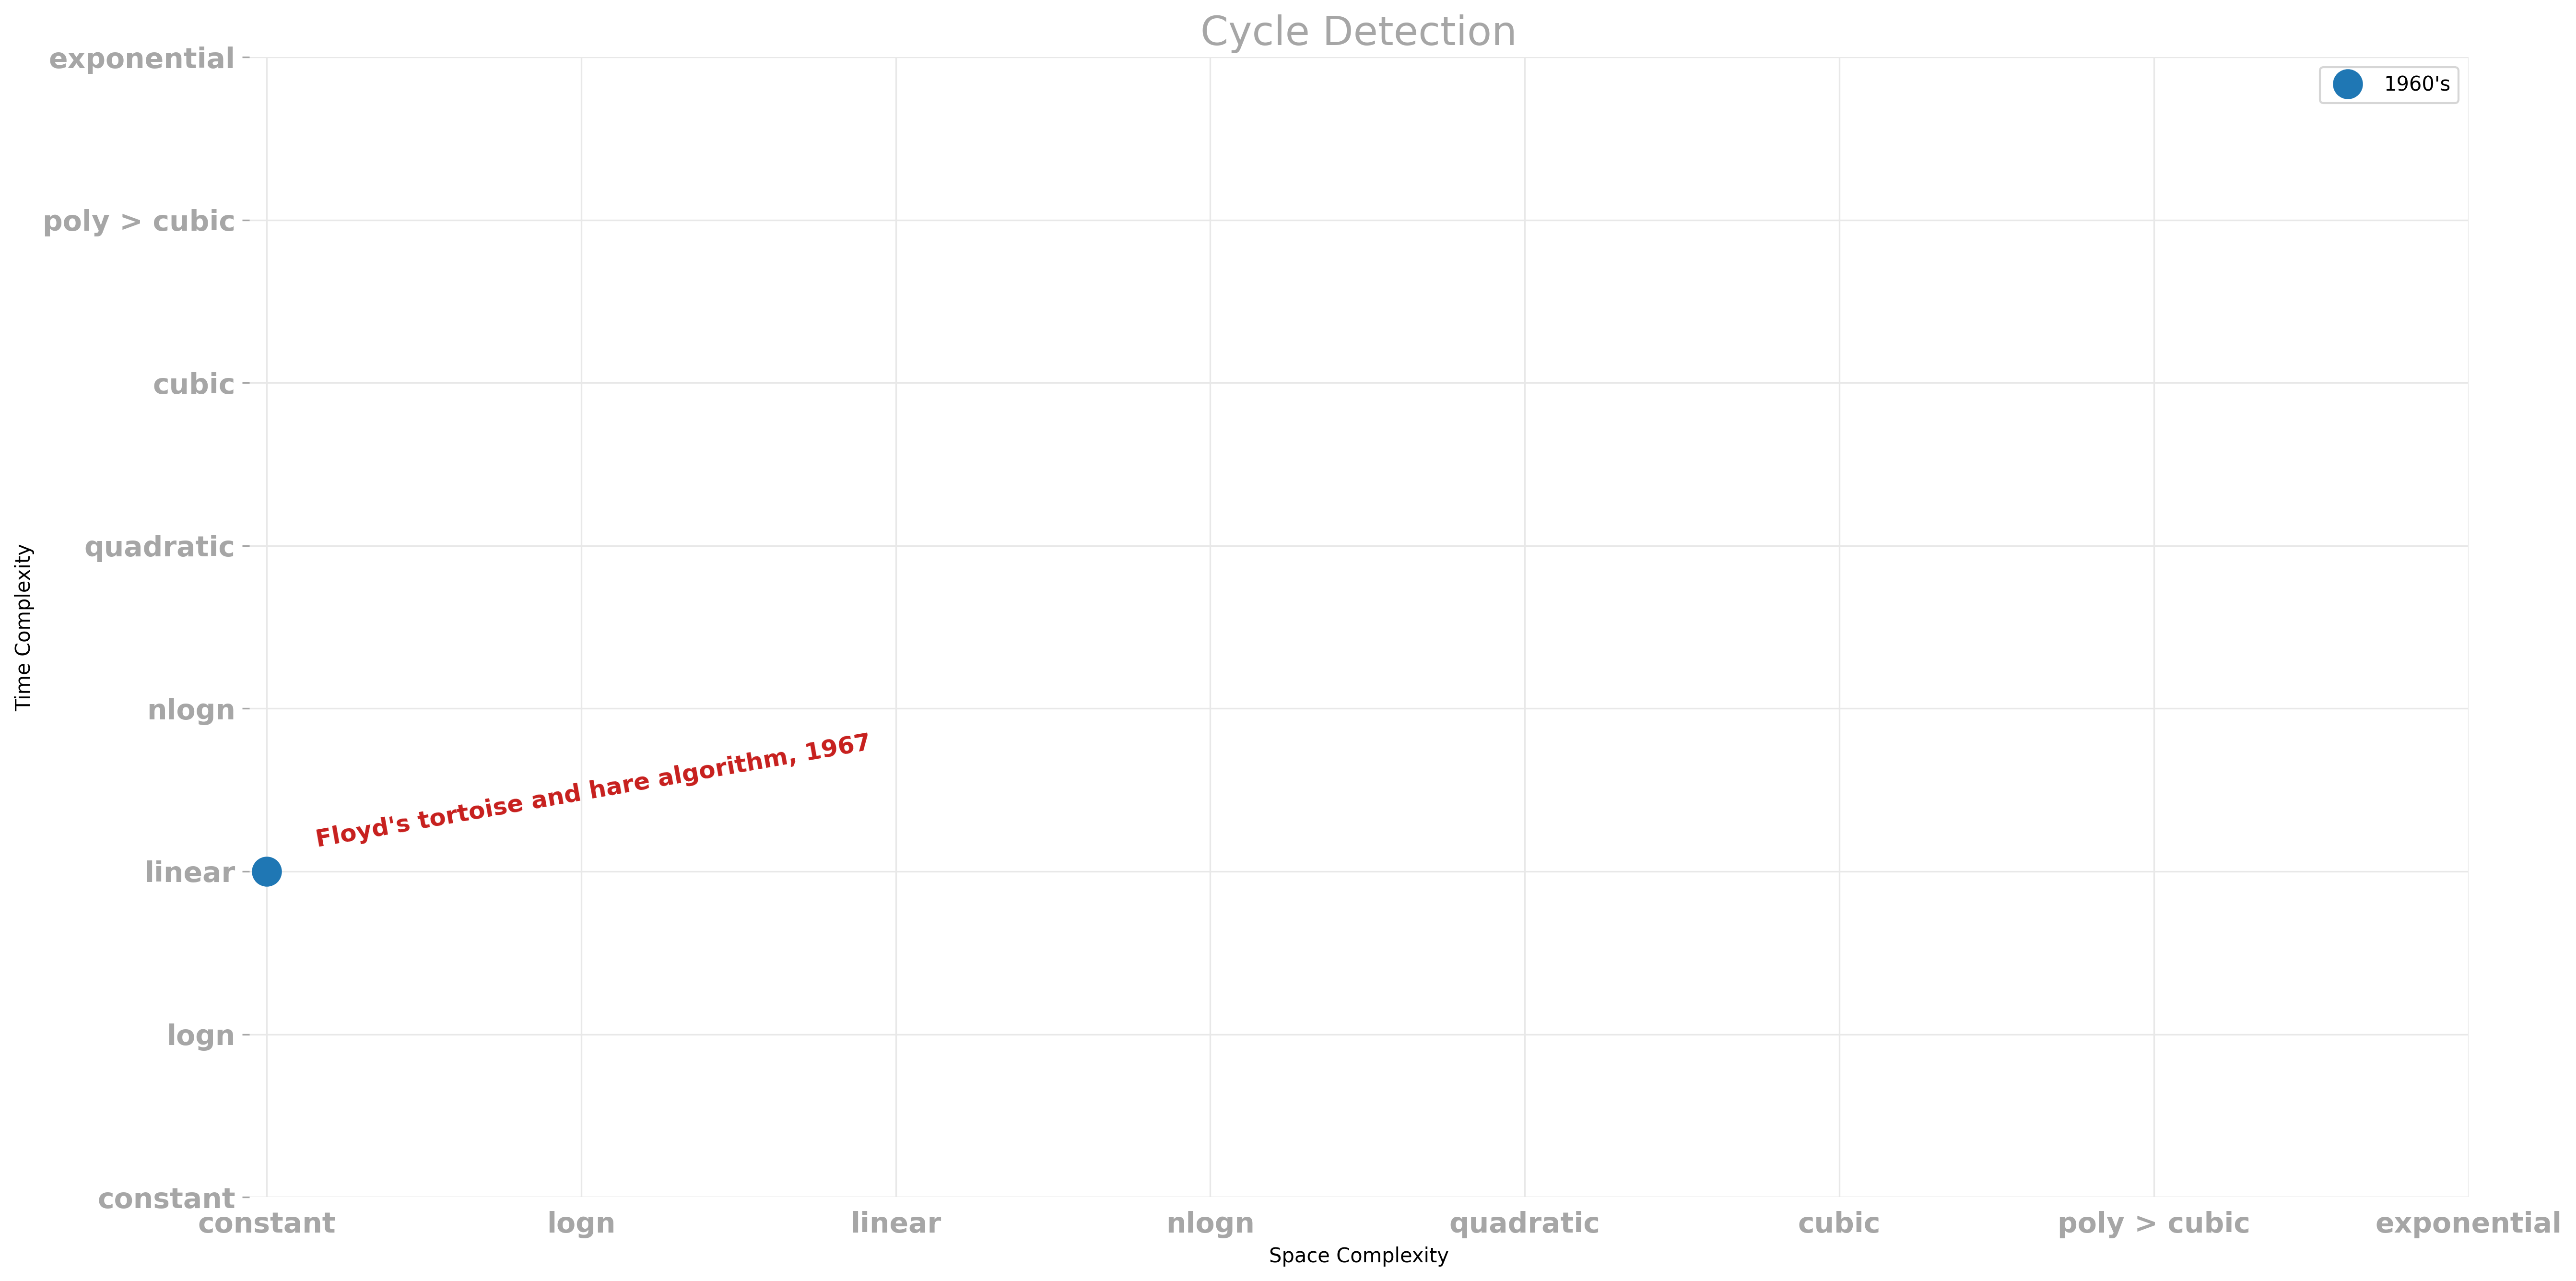 Cycle Detection
1960's
exponential
poly > cubic
cubic
quadratic
nlogn
linear
logn
constant
Time Complexity
Floyd's tortoise and hare algorithm, 1967
constant
logn
linear
nlogn
quadratic
cubic
poly > cubic
exponential
Space Complexity